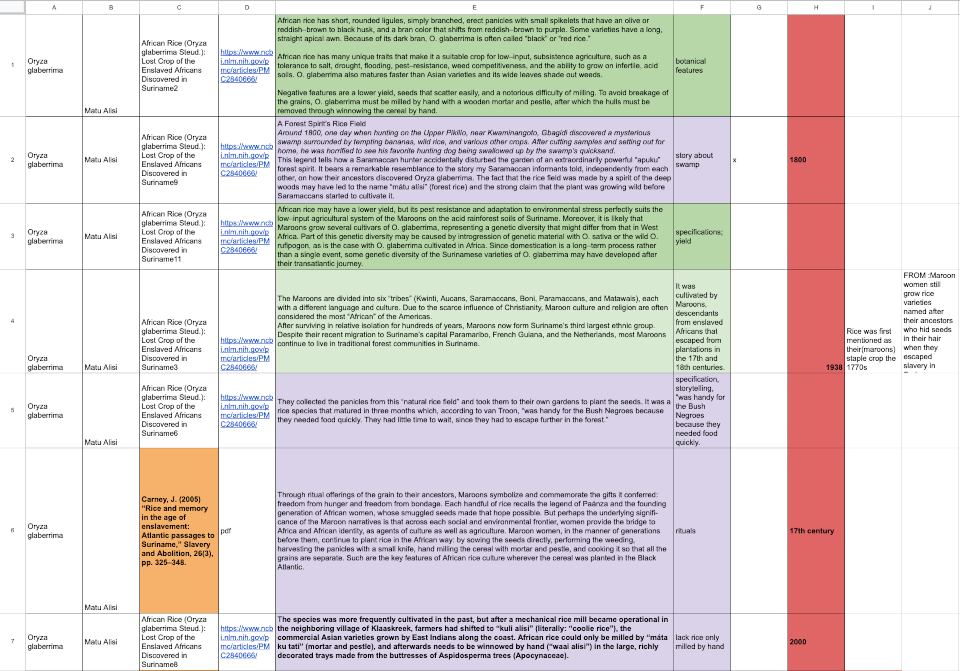 A B C D E F G H I J
1
Oryza
glaberrima
Matu Alisi
African Rice (Oryza
glaberrima Steud.):
Lost Crop of the
Enslaved Africans
Discovered in
Suriname2
https://www.ncb
i.nlm.nih.gov/p
mc/articles/PM
C2840666/
African rice has short, rounded ligules, simply branched, erect panicles with small spikelets that have an olive or
reddish–brown to black husk, and a bran color that shifts from reddish–brown to purple. Some varieties have a long,
straight apical awn. Because of its dark bran, O. glaberrima is often called "black" or "red rice."
African rice has many unique traits that make it a suitable crop for low–input, subsistence agriculture, such as a
tolerance to salt, drought, flooding, pest–resistance, weed competitiveness, and the ability to grow on infertile, acid
soils. O. glaberrima also matures faster than Asian varieties and its wide leaves shade out weeds.
Negative features are a lower yield, seeds that scatter easily, and a notorious difficulty of milling. To avoid breakage of
the grains, O. glaberrima must be milled by hand with a wooden mortar and pestle, after which the hulls must be
removed through winnowing the cereal by hand.
botanical
features
2
Oryza
glaberrima
Matu Alisi
African Rice (Oryza
glaberrima Steud.):
Lost Crop of the
Enslaved Africans
Discovered in
Suriname9
https://www.ncb
i.nlm.nih.gov/p
mc/articles/PM
C2840666/
A Forest Spirit's Rice Field
Around 1800, one day when hunting on the Upper Pikilio, near Kwaminangoto, Gbagidi discovered a mysterious
swamp surrounded by tempting bananas, wild rice, and various other crops. After cutting samples and setting out for
home, he was horrified to see his favorite hunting dog being swallowed up by the swamp's quicksand.
This legend tells how a Saramaccan hunter accidentally disturbed the garden of an extraordinarily powerful "apuku"
forest spirit. It bears a remarkable resemblance to the story my Saramaccan informants told, independently from each
other, on how their ancestors discovered Oryza glaberrima. The fact that the rice field was made by a spirit of the deep
woods may have led to the name "mátu alísi" (forest rice) and the strong claim that the plant was growing wild before
Saramaccans started to cultivate it.
story about
swamp
x
1800
3
Oryza
glaberrima
Matu Alisi
African Rice (Oryza
glaberrima Steud.):
Lost Crop of the
Enslaved Africans
Discovered in
Suriname11
https://www.ncb
i.nlm.nih.gov/p
mc/articles/PM
C2840666/
African rice may have a lower yield, but its pest resistance and adaptation to environmental stress perfectly suits the
low–input agricultural system of the Maroons on the acid rainforest soils of Suriname. Moreover, it is likely that
Maroons grow several cultivars of O. glaberrima, representing a genetic diversity that might differ from that in West
Africa. Part of this genetic diversity may be caused by introgression of genetic material with O. sativa or the wild O.
rufipogon, as is the case with O. glaberrima cultivated in Africa. Since domestication is a long–term process rather
than a single event, some genetic diversity of the Surinamese varieties of O. glaberrima may have developed after
their transatlantic journey.
specifications;
yield
4
Oryza
glaberrima
Matu Alisi
African Rice (Oryza
glaberrima Steud.):
Lost Crop of the
Enslaved Africans
Discovered in
Suriname3
https://www.ncb
i.nlm.nih.gov/p
mc/articles/PM
C2840666/
The Maroons are divided into six "tribes" (Kwinti, Aucans, Saramaccans, Boni, Paramaccans, and Matawais), each
with a different language and culture. Due to the scarce influence of Christianity, Maroon culture and religion are often
considered the most "African" of the Americas.
After surviving in relative isolation for hundreds of years, Maroons now form Suriname's third largest ethnic group.
Despite their recent migration to Suriname's capital Paramaribo, French Guiana, and the Netherlands, most Maroons
continue to live in traditional forest communities in Suriname.
It was
cultivated by
Maroons,
descendants
from enslaved
Africans that
escaped from
plantations in
the 17th and
18th centuries.
1938
Rice was first
mentioned as
their(maroons)
staple crop the
1770s
FROM :Maroon
women still
grow rice
varieties
named after
their ancestors
who hid seeds
in their hair
when they
escaped
slavery in
5
Oryza
glaberrima
Matu Alisi
African Rice (Oryza
glaberrima Steud.):
Lost Crop of the
Enslaved Africans
Discovered in
Suriname6
https://www.ncb
i.nlm.nih.gov/p
mc/articles/PM
C2840666/
They collected the panicles from this "natural rice field" and took them to their own gardens to plant the seeds. It was a
rice species that matured in three months which, according to van Troon, "was handy for the Bush Negroes because
they needed food quickly. They had little time to wait, since they had to escape further in the forest."
specification,
storytelling,
"was handy for
the Bush
Negroes
because they
needed food
quickly.
6
Oryza
glaberrima
Matu Alisi
Carney, J. (2005)
"Rice and memory
in the age of
enslavement:
Atlantic passages to
Suriname," Slavery
and Abolition, 26(3),
pp. 325–348.
pdf
Through ritual offerings of the grain to their ancestors, Maroons symbolize and commemorate the gifts it conferred:
freedom from hunger and freedom from bondage. Each handful of rice recalls the legend of Paánza and the founding
generation of African women, whose smuggled seeds made that hope possible. But perhaps the underlying signifi-
cance of the Maroon narratives is that across each social and environmental frontier, women provide the bridge to
Africa and African identity, as agents of culture as well as agriculture. Maroon women, in the manner of generations
before them, continue to plant rice in the African way: by sowing the seeds directly, performing the weeding,
harvesting the panicles with a small knife, hand milling the cereal with mortar and pestle, and cooking it so that all the
grains are separate. Such are the key features of African rice culture wherever the cereal was planted in the Black
Atlantic.
rituals
17th century
7
Oryza
glaberrima
Matu Alisi
African Rice (Oryza
glaberrima Steud.):
Lost Crop of the
Enslaved Africans
Discovered in
Suriname8
https://www.ncb
i.nlm.nih.gov/p
mc/articles/PM
C2840666/
The species was more frequently cultivated in the past, but after a mechanical rice mill became operational in
the neighboring village of Klaaskreek, farmers had shifted to "kulí alísi" (literally: "coolie rice"), the
commercial Asian varieties grown by East Indians along the coast. African rice could only be milled by "máta
ku tatí" (mortar and pestle), and afterwards needs to be winnowed by hand ("waai alísi") in the large, richly
decorated trays made from the buttresses of Aspidosperma trees (Apocynaceae).
lack rice only
milled by hand
2000